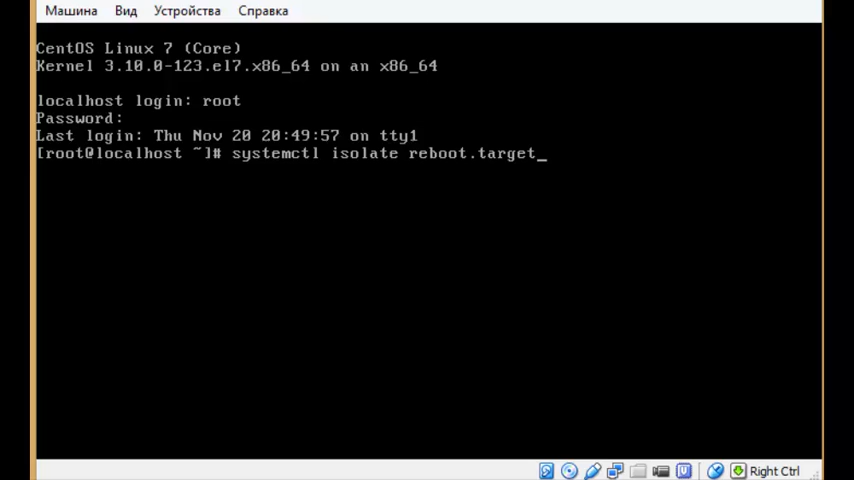 Машина Вид Устройства Справка
CentOS Linux 7 (Core)
Kernel 3.10.0-123.el7.x86_64 on an x86_64
localhost login: root
Password:
Last login: Thu Nov 20 20:49:57 on tty1
[root@localhost ~]# systemctl isolate reboot.target_
Right Ctrl